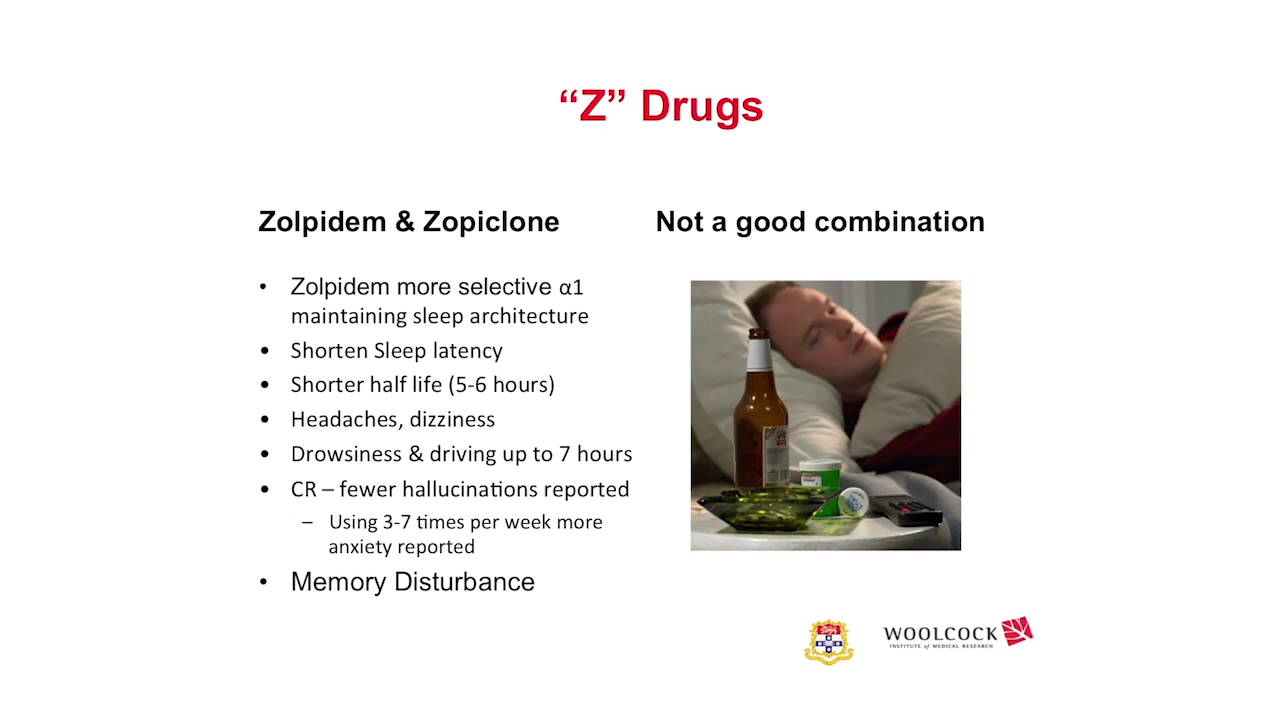 “Z” Drugs
Zolpidem & Zopiclone
• Zolpidem more selective α1
maintaining sleep architecture
• Shorten Sleep latency
• Shorter half life (5-6 hours)
• Headaches, dizziness
• Drowsiness & driving up to 7 hours
• CR – fewer hallucinations reported
– Using 3-7 times per week more
anxiety reported
• Memory Disturbance
Not a good combination
WOOLCOCK
INSTITUTE of MEDICAL RESEARCH